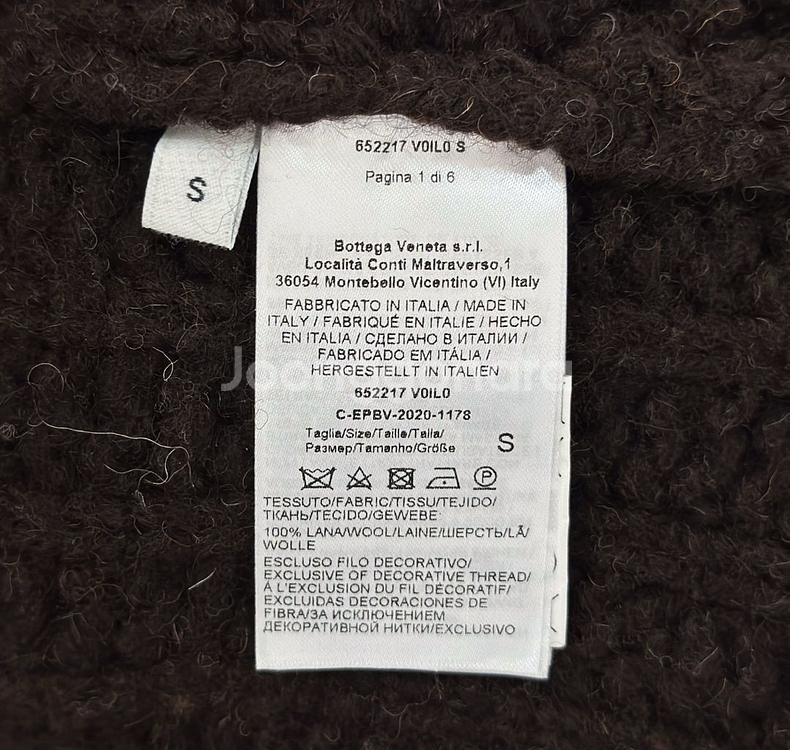 S
652217 V0IL0 S
Pagina 1 di 6
Bottega Veneta s.r.l.
Località Conti Maltraverso,1
36054 Montebello Vicentino (VI) Italy
FABBRICATO IN ITALIA / MADE IN
ITALY / FABRIQUÉ EN ITALIE / HECHO
EN ITALIA / СДЕЛАНО В ИТАЛИИ /
FABRICADO EM ITÁLIA /
HERGESTELLT IN ITALIEN
652217 V0IL0
C-EPBV-2020-1178
Taglia/Size/Taille/Talla/
Размер/Tamanho/Größe S
P
TESSUTO/FABRIC/TISSU/TEJIDO/
ТКАНЬ/TECIDO/GEWEBE:
100% LANA/WOOL/LAINE/ШЕРСТЬ/LÃ/
WOLLE
ESCLUSO FILO DECORATIVO/
EXCLUSIVE OF DECORATIVE THREAD/
À L'EXCLUSION DU FIL DÉCORATIF/
EXCLUIDAS DECORACIONES DE
FIBRA/ЗА ИСКЛЮЧЕНИЕМ
ДЕКОРАТИВНОЙ НИТКИ/EXCLUSIVO